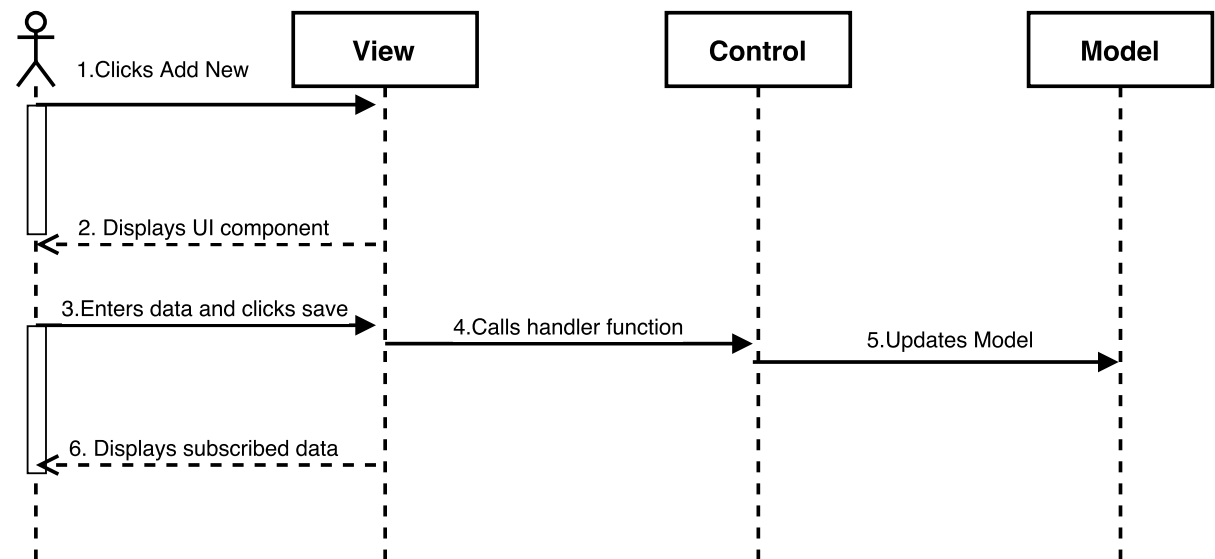 View
Control
Model
1.Clicks Add New
2. Displays UI component
3.Enters data and clicks save
4.Calls handler function
5.Updates Model
6. Displays subscribed data